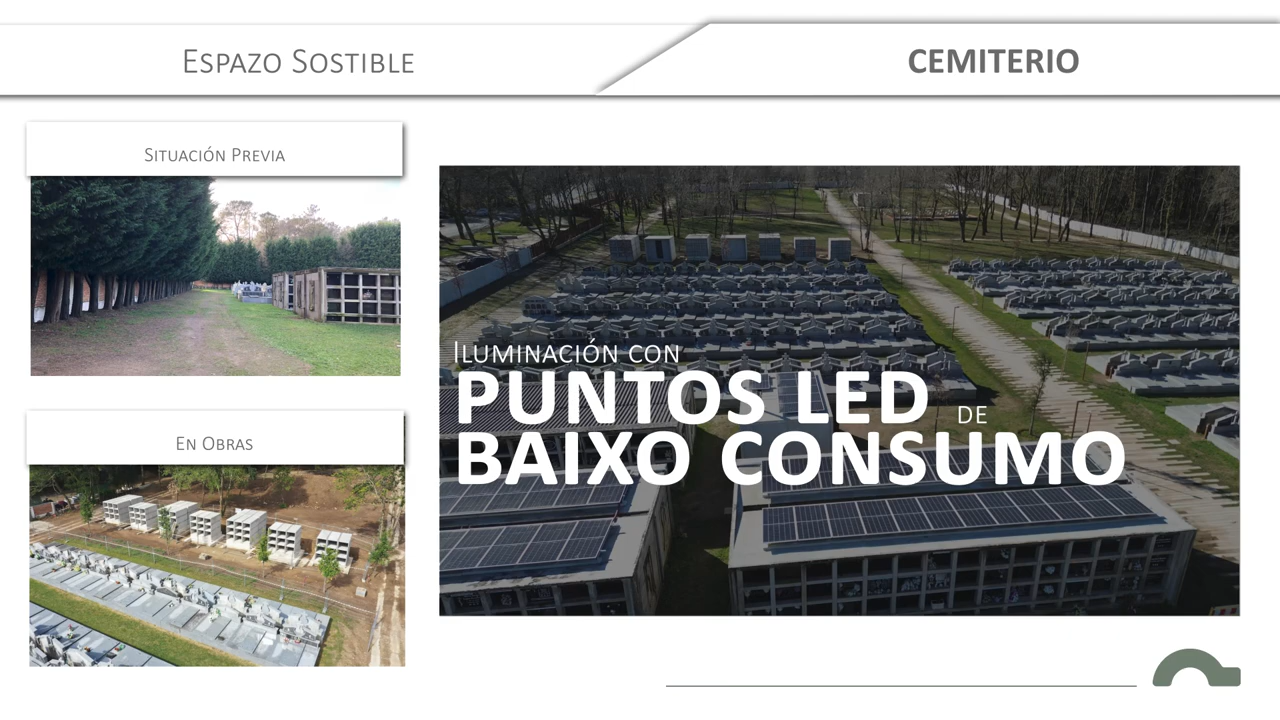 Espazo Sostible
CEMITERIO
Situación Previa
En Obras
Iluminación con
PUNTOS LED DE
BAIXO CONSUMO